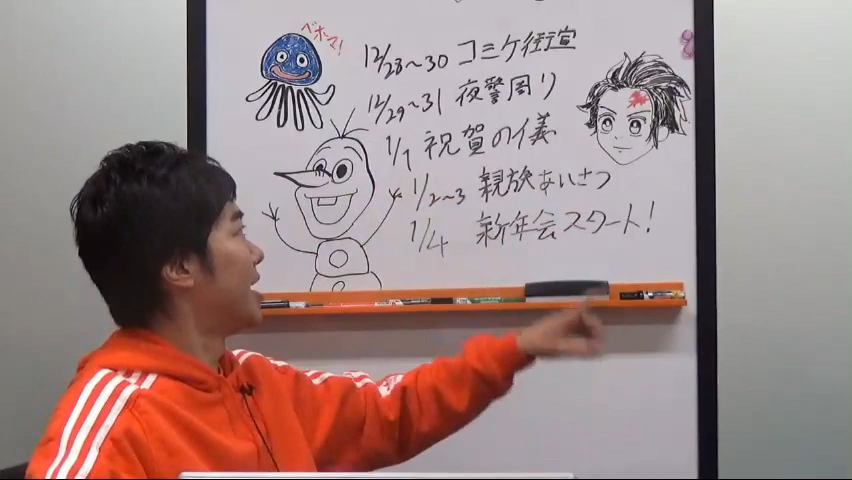 ベホマ!
12/28~30 コミケ街宣
12/29~31 夜警周り
1/1 祝賀の儀
1/2~3 親族あいさつ
1/4 新年会スタート!